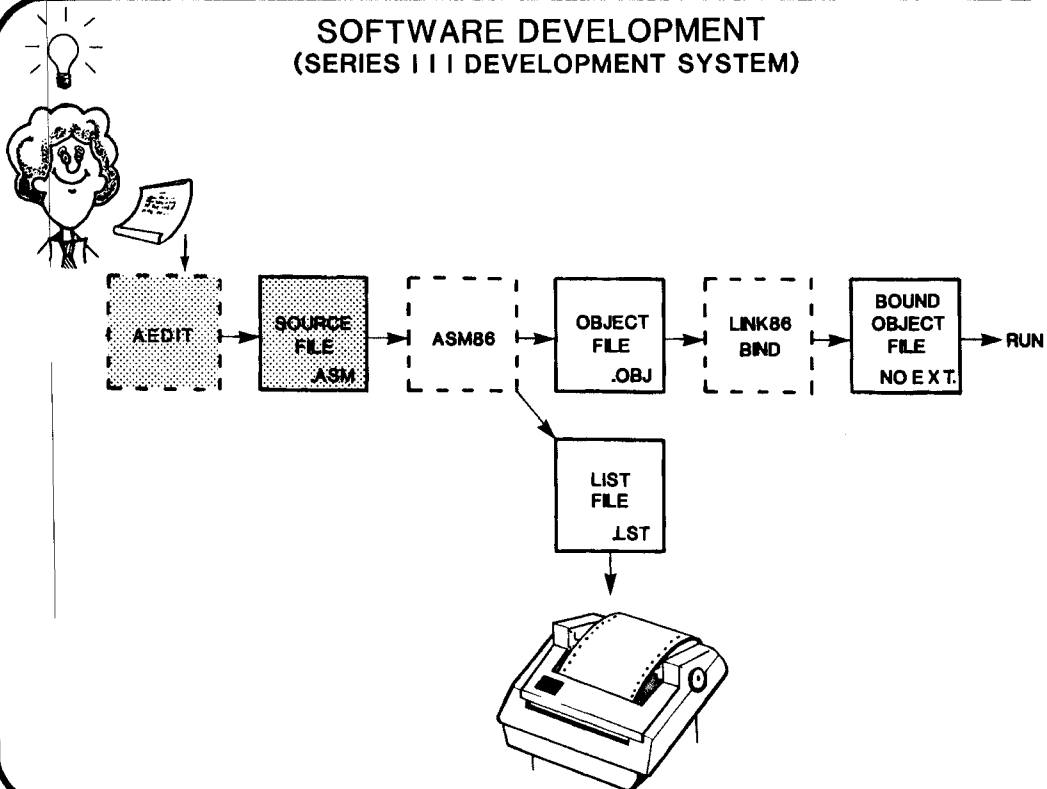 SOFTWARE DEVELOPMENT
(SERIES III DEVELOPMENT SYSTEM)
AEDIT
SOURCE
FILE
.ASM
ASM86
OBJECT
FILE
.OBJ
LINK86
BIND
BOUND
OBJECT
FILE
NO EXT.
RUN
LIST
FILE
.LST